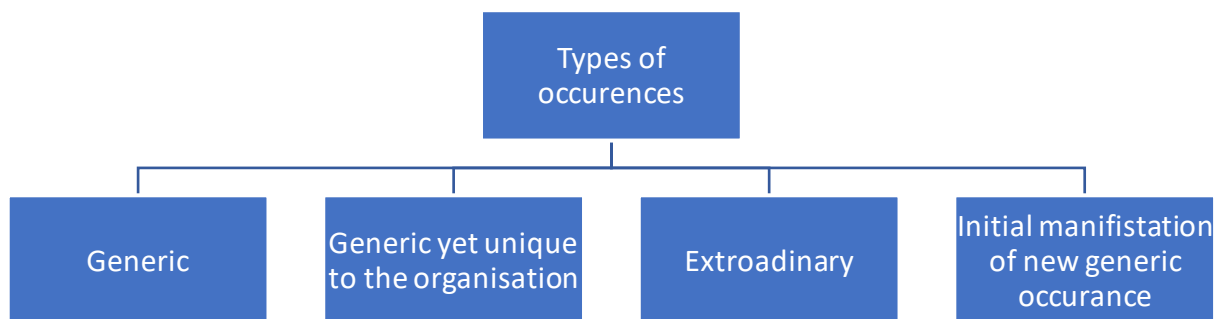 Types of
occurences
Generic
Generic yet unique
to the organisation
Extroadinary
Initial manifistation
of new generic
occurance